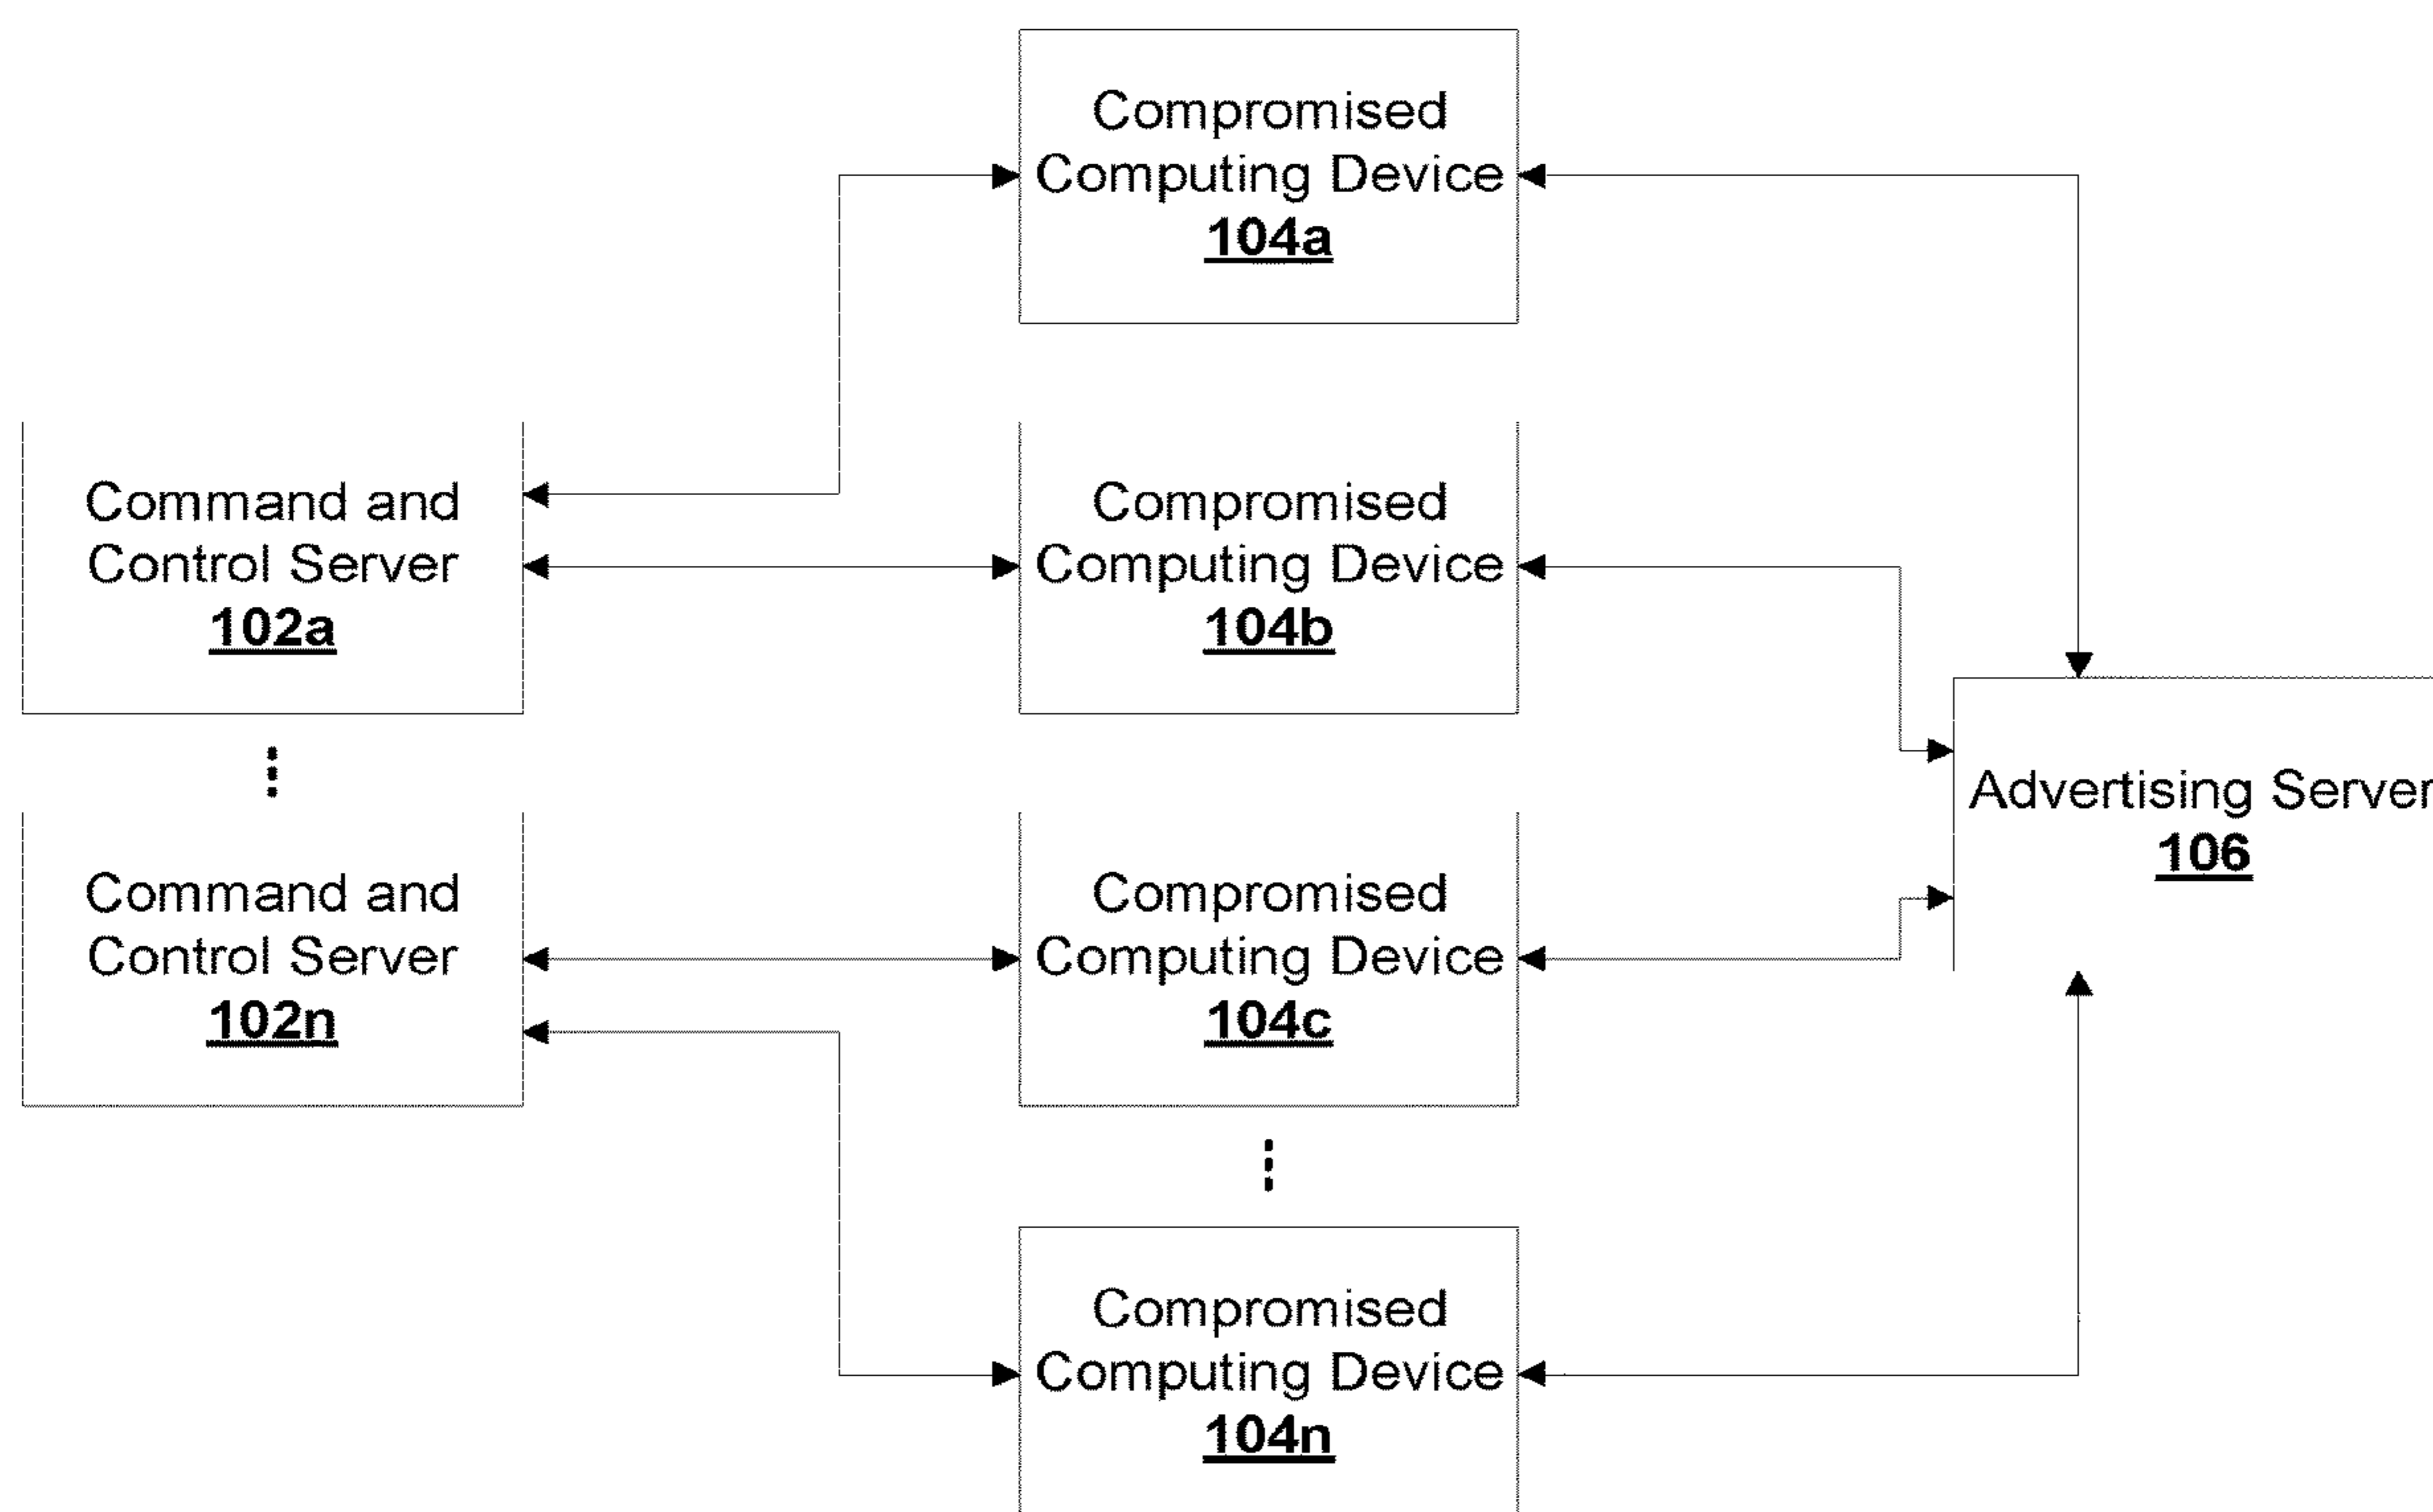 Compromised
Computing Device
104a
Command and
Control Server
102a
Compromised
Computing Device
104b
Advertising Server
106
Command and
Control Server
102n
Compromised
Computing Device
104c
Compromised
Computing Device
104n